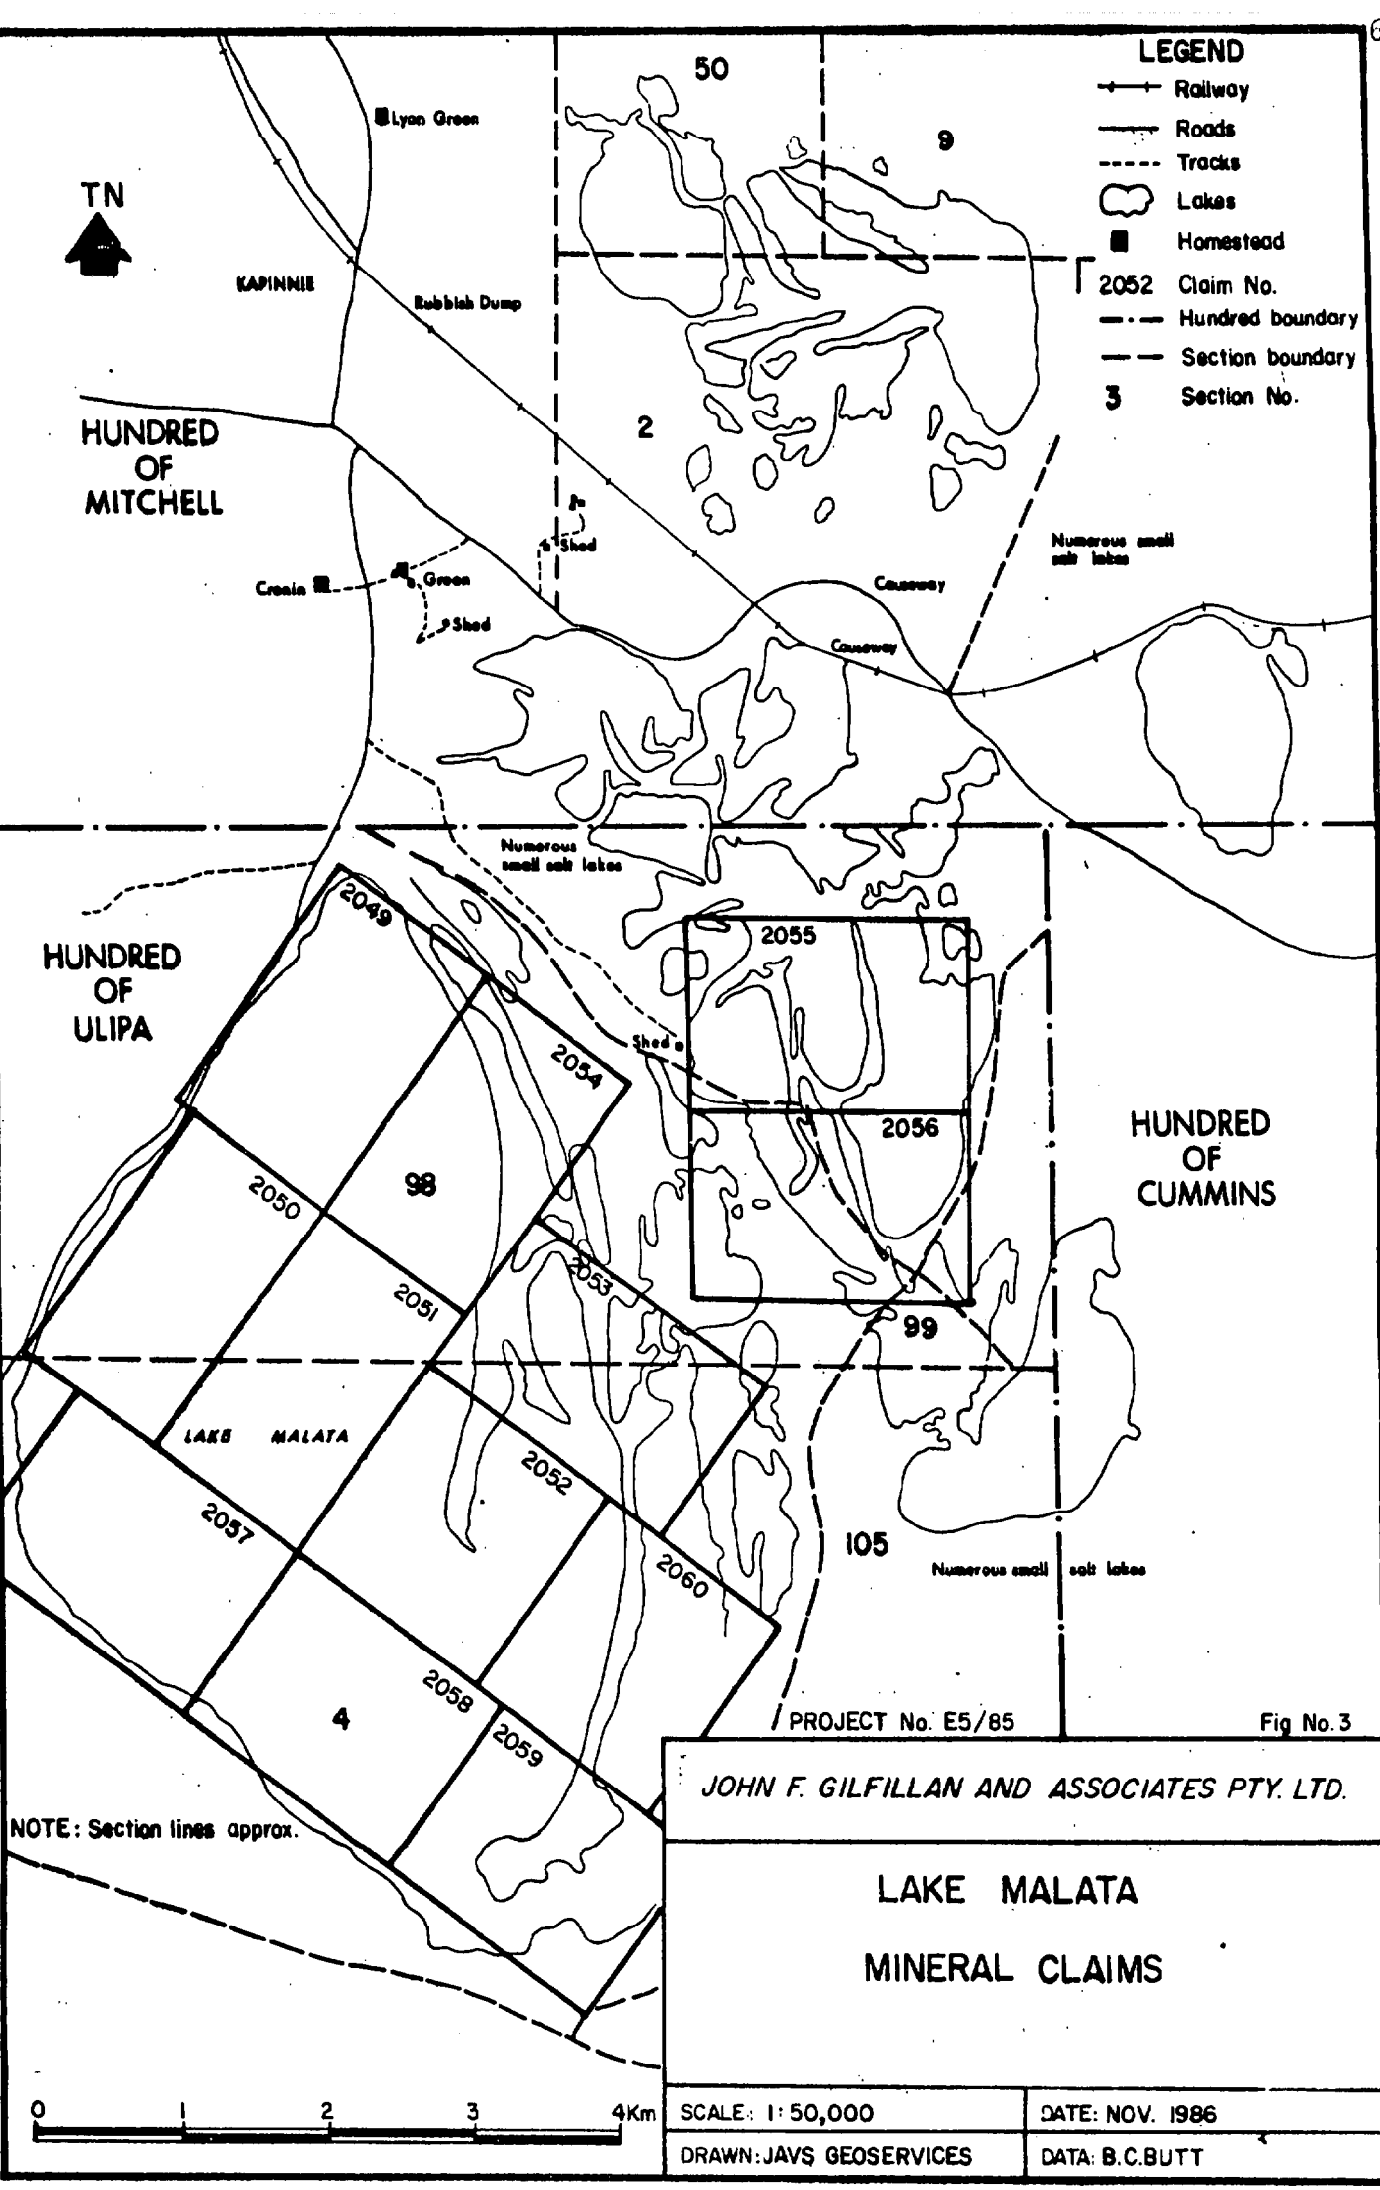 6
LEGEND
Railway
Roads
Tracks
Lakes
Homestead
2052 Claim No.
Hundred boundary
Section boundary
3 Section No.
50
9
Lyon Green
TN
KAPINNIE
Rubbish Dump
HUNDRED
OF
MITCHELL
2
Shed
Cronin
Green
Shed
Numerous small
salt lakes
Causeway
Causeway
Numerous
small salt lakes
2049
HUNDRED
OF
ULIPA
2055
Shed
2054
2056
HUNDRED
OF
CUMMINS
98
2050
2051
2053
99
LAKE MALATA
2052
2057
105
2060
Numerous small salt lakes
2058
4
2059
PROJECT No. E5/85
Fig No. 3
JOHN F. GILFILLAN AND ASSOCIATES PTY. LTD.
NOTE: Section lines approx.
LAKE MALATA
MINERAL CLAIMS
0 1 2 3 4Km
SCALE: 1:50,000
DATE: NOV. 1986
DRAWN: JAVS GEOSERVICES
DATA: B.C.BUTT